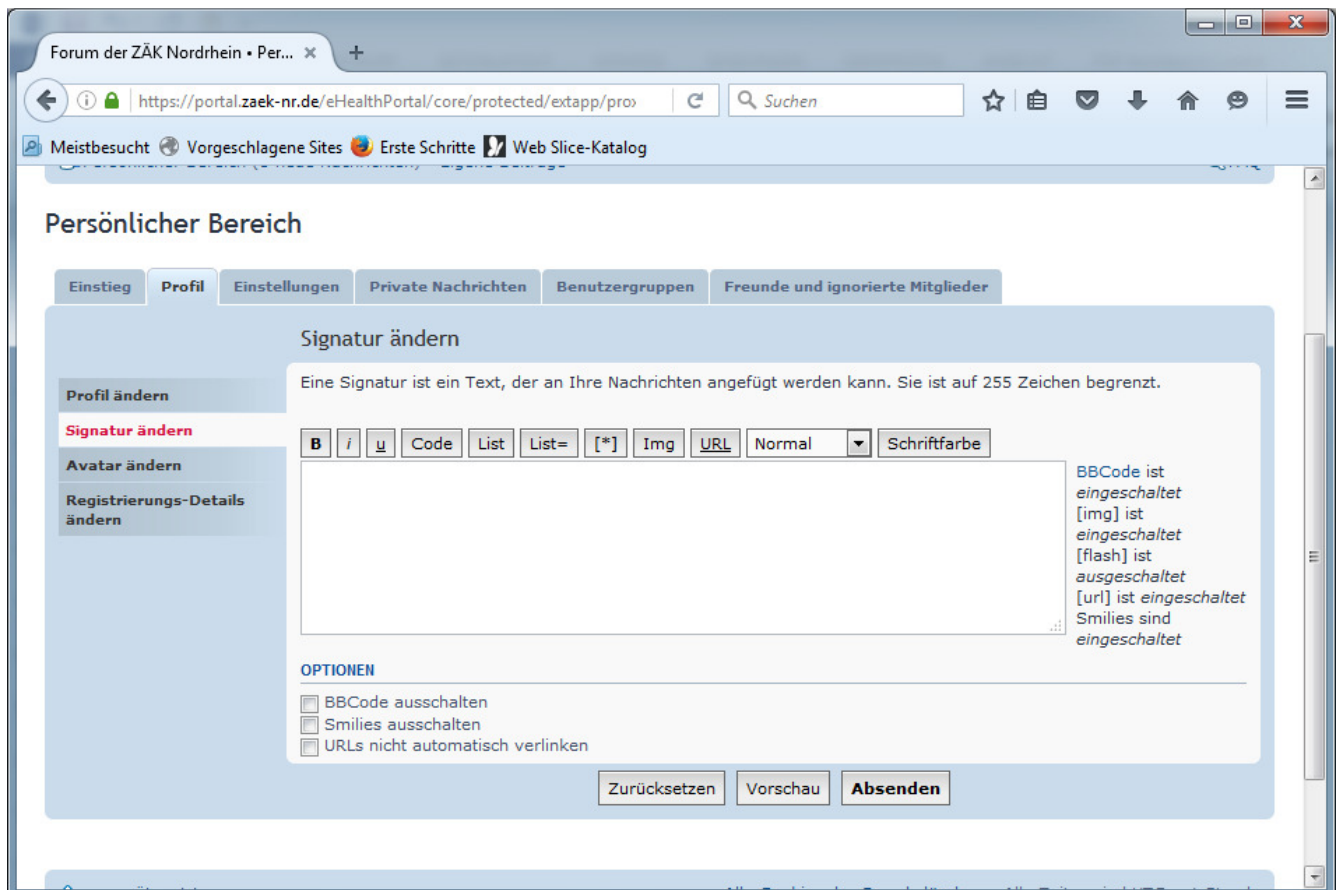 Forum der ZÄK Nordrhein • Per...
https://portal.zaek-nr.de/eHealthPortal/core/protected/extapp/prox
Suchen
Meistbesucht Vorgeschlagene Sites Erste Schritte Web Slice-Katalog
Persönlicher Bereich
Einstieg Profil Einstellungen Private Nachrichten Benutzergruppen Freunde und ignorierte Mitglieder
Signatur ändern
Profil ändern
Signatur ändern
Avatar ändern
Registrierungs-Details
ändern
Eine Signatur ist ein Text, der an Ihre Nachrichten angefügt werden kann. Sie ist auf 255 Zeichen begrenzt.
B i u Code List List= [*] Img URL Normal Schriftfarbe
BBCode ist
eingeschaltet
[img] ist
eingeschaltet
[flash] ist
ausgeschaltet
[url] ist eingeschaltet
Smilies sind
eingeschaltet
OPTIONEN
BBCode ausschalten
Smilies ausschalten
URLs nicht automatisch verlinken
Zurücksetzen Vorschau Absenden